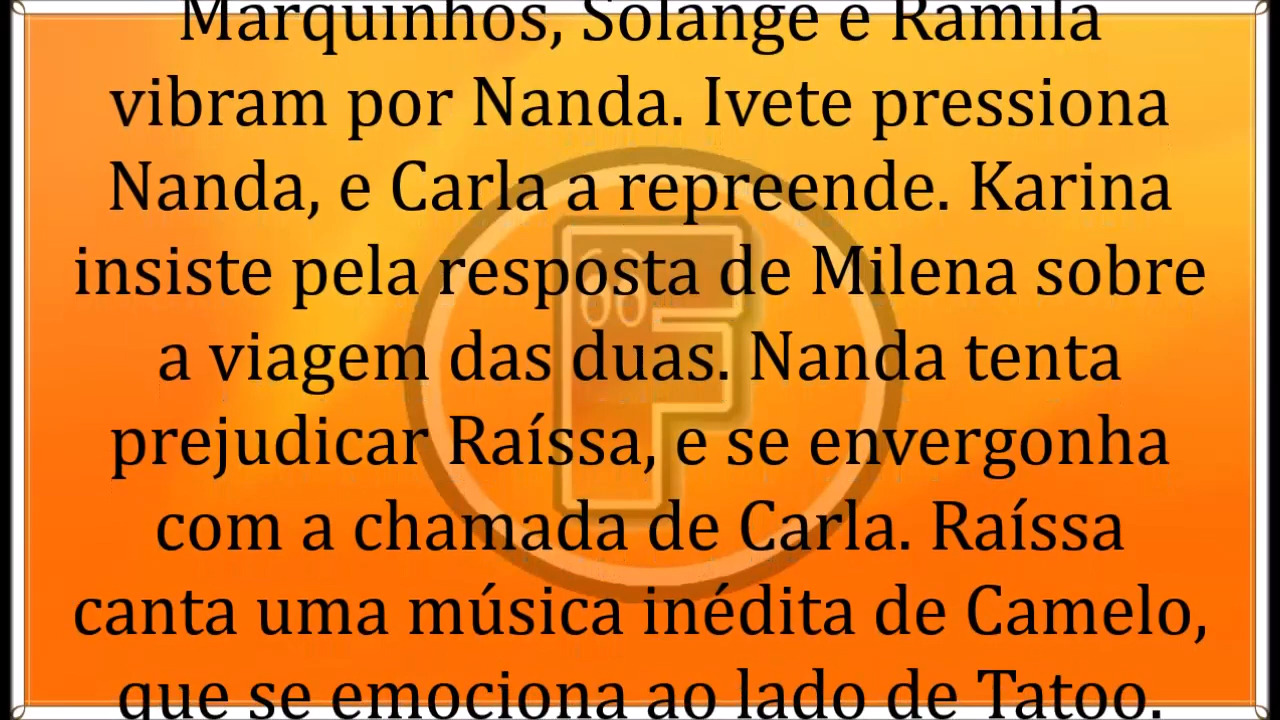 Marquinhos, Solange e Ramila
vibram por Nanda. Ivete pressiona
Nanda, e Carla a repreende. Karina
insiste pela resposta de Milena sobre
a viagem das duas. Nanda tenta
prejudicar Raíssa, e se envergonha
com a chamada de Carla. Raíssa
canta uma música inédita de Camelo,
que se emociona ao lado de Tatoo.